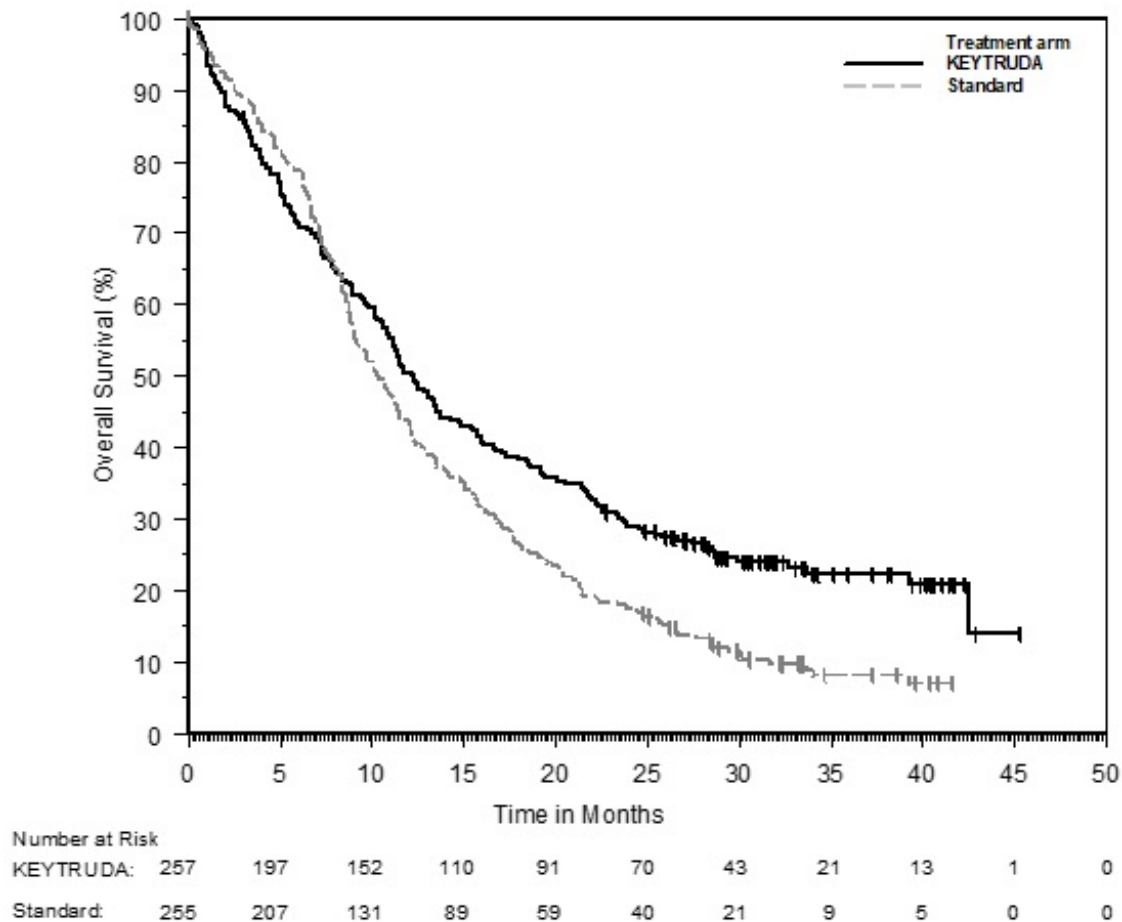 Treatment arm
KEYTRUDA
Standard
100
90
80
70
60
50
40
30
20
10
0
Overall Survival (%)
0 5 10 15 20 25 30 35 40 45 50
Time in Months
Number at Risk
KEYTRUDA: 257 197 152 110 91 70 43 21 13 1 0
Standard: 255 207 131 89 59 40 21 9 5 0 0